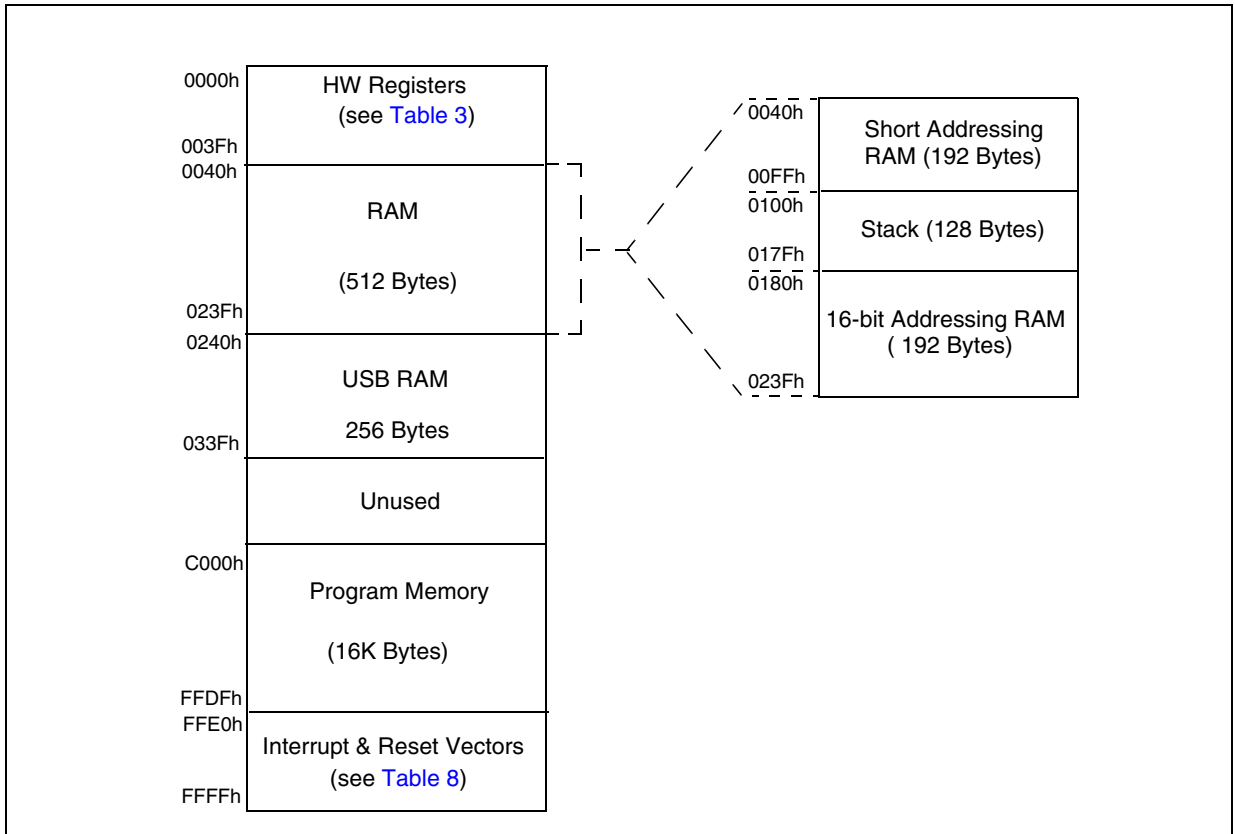 0000h
HW Registers
(see Table 3)
003Fh
0040h
RAM
(512 Bytes)
023Fh
0240h
USB RAM
256 Bytes
033Fh
Unused
C000h
Program Memory
(16K Bytes)
FFDFh
FFE0h
Interrupt & Reset Vectors
(see Table 8)
FFFFh
0040h
Short Addressing
RAM (192 Bytes)
00FFh
0100h
Stack (128 Bytes)
017Fh
0180h
16-bit Addressing RAM
( 192 Bytes)
023Fh